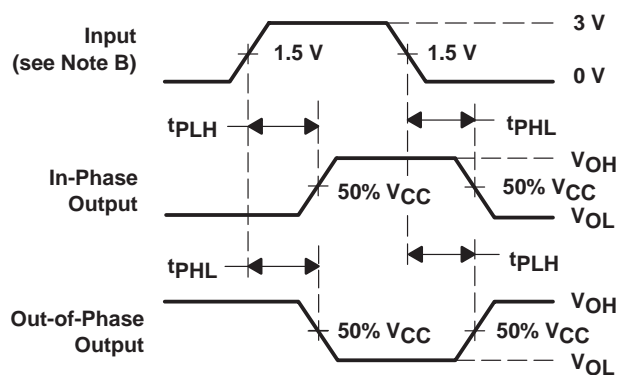 Input
(see Note B)
1.5 V
1.5 V
3 V
0 V
tPLH
tPHL
In-Phase
Output
50% VCC
50% VCC
VOH
VOL
tPHL
tPLH
Out-of-Phase
Output
50% VCC
50% VCC
VOH
VOL